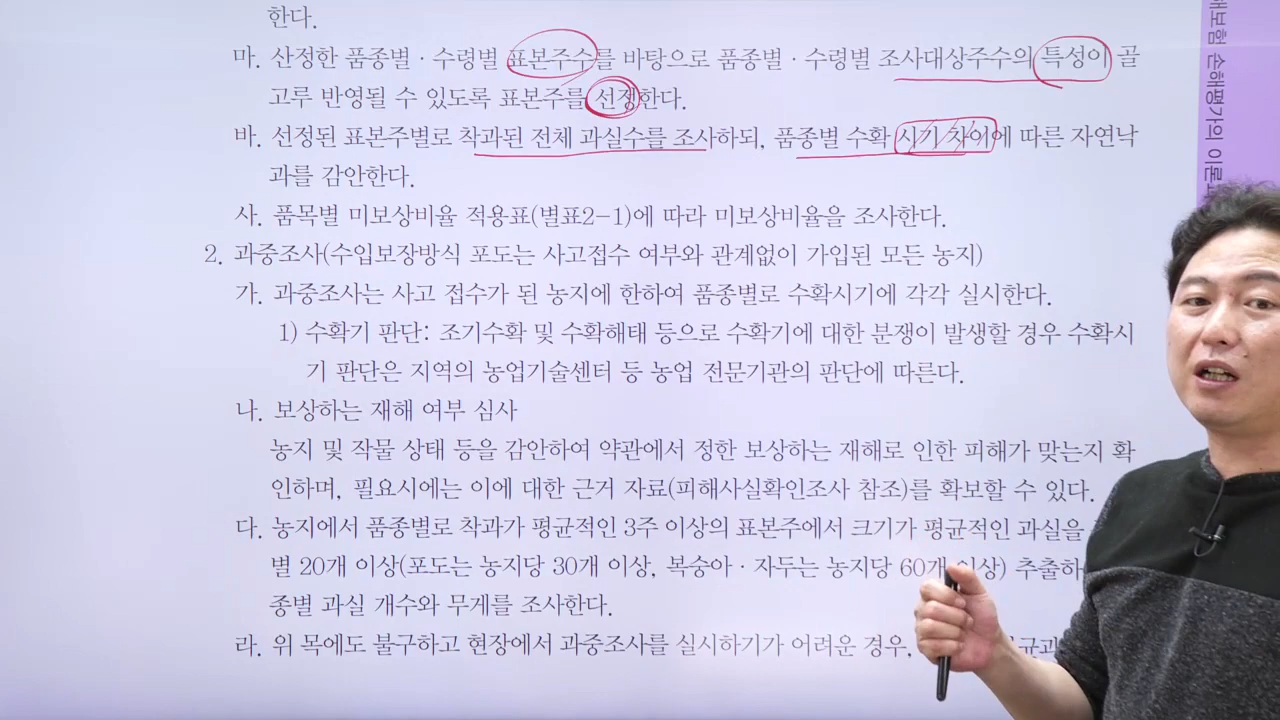 한다.
마. 산정한 품종별·수령별 표본주수를 바탕으로 품종별·수령별 조사대상주수의 특성이 골
고루 반영될 수 있도록 표본주를 선정한다.
바. 선정된 표본주별로 착과된 전체 과실수를 조사하되, 품종별 수확 시기 차이에 따른 자연낙
과를 감안한다.
사. 품목별 미보상비율 적용표(별표2-1)에 따라 미보상비율을 조사한다.
2. 과중조사(수입보장방식 포도는 사고접수 여부와 관계없이 가입된 모든 농지)
가. 과중조사는 사고 접수가 된 농지에 한하여 품종별로 수확시기에 각각 실시한다.
1) 수확기 판단: 조기수확 및 수확해태 등으로 수확기에 대한 분쟁이 발생할 경우 수확시
기 판단은 지역의 농업기술센터 등 농업 전문기관의 판단에 따른다.
나. 보상하는 재해 여부 심사
농지 및 작물 상태 등을 감안하여 약관에서 정한 보상하는 재해로 인한 피해가 맞는지 확
인하며, 필요시에는 이에 대한 근거 자료(피해사실확인조사 참조)를 확보할 수 있다.
다. 농지에서 품종별로 착과가 평균적인 3주 이상의 표본주에서 크기가 평균적인 과실을
별 20개 이상(포도는 농지당 30개 이상, 복숭아·자두는 농지당 60개 이상) 추출하
종별 과실 개수와 무게를 조사한다.
라. 위 목에도 불구하고 현장에서 과중조사를 실시하기가 어려운 경우,
해보험 손해평가의 이론